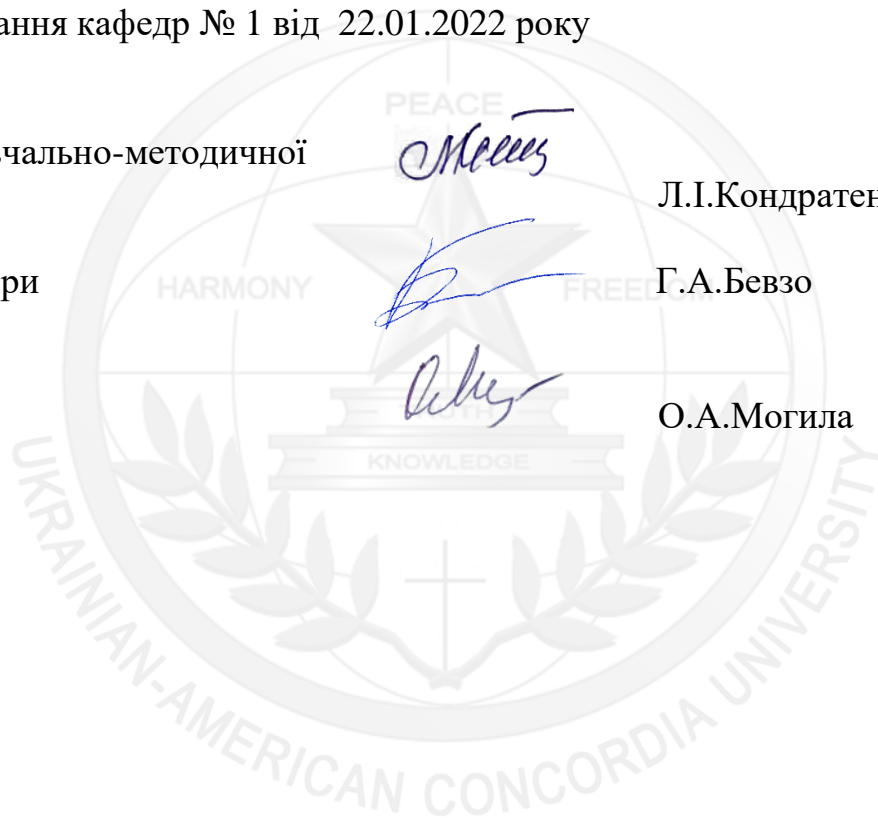 ання кафедр № 1 від 22.01.2022 року
PEACE
чально-методичної
Л.І.Кондратен
HARMONY
FREEDOM
ри
Г.А.Бевзо
TRUTH
О.А.Могила
KNOWLEDGE
UKRAINIAN-AMERICAN CONCORDIA UNIVERSITY